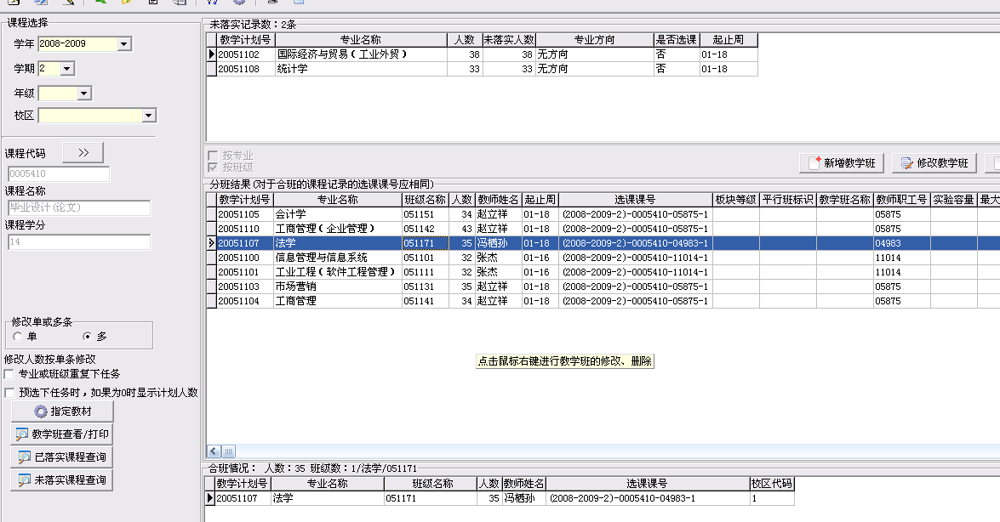 课程选择
学年 2008-2009
学期 2
年级
校区
课程代码 >>
0005410
课程名称
毕业设计(论文)
课程学分
14
修改单或多条
单 多
修改人数按单条修改
专业或班级重复下任务
预选下任务时，如果为0时显示计划人数
指定教材
教学班查看/打印
已落实课程查询
未落实课程查询
未落实记录数：2条
教学计划号 专业名称 人数 未落实人数 专业方向 是否选课 起止周
20051102 国际经济与贸易(工业外贸) 38 38 无方向 否 01-18
20051108 统计学 33 33 无方向 否 01-18
按专业
按班级
新增教学班 修改教学班
分班结果(对于合班的课程记录的选课课号应相同)
教学计划号 专业名称 班级名称 人数 教师姓名 起止周 选课课号 板块等级 平行班标识 教学班名称 教师职工号 实验容量 最大
20051105 会计学 051151 34 赵立祥 01-18 (2008-2009-2)-0005410-05875-1 05875
20051110 工商管理(企业管理) 051142 43 赵立祥 01-18 (2008-2009-2)-0005410-05875-1 05875
20051107 法学 051171 35 冯栖孙 01-18 (2008-2009-2)-0005410-04983-1 04983
20051100 信息管理与信息系统 051101 32 张杰 01-16 (2008-2009-2)-0005410-11014-1 11014
20051101 工业工程(软件工程管理) 051111 32 张杰 01-16 (2008-2009-2)-0005410-11014-1 11014
20051103 市场营销 051131 35 赵立祥 01-18 (2008-2009-2)-0005410-05875-1 05875
20051104 工商管理 051141 34 赵立祥 01-18 (2008-2009-2)-0005410-05875-1 05875
点击鼠标右键进行教学班的修改、删除
合班情况： 人数：35 班级数：1/法学/051171
教学计划号 专业名称 班级名称 人数 教师姓名 选课课号 校区代码
20051107 法学 051171 35 冯栖孙 (2008-2009-2)-0005410-04983-1 1